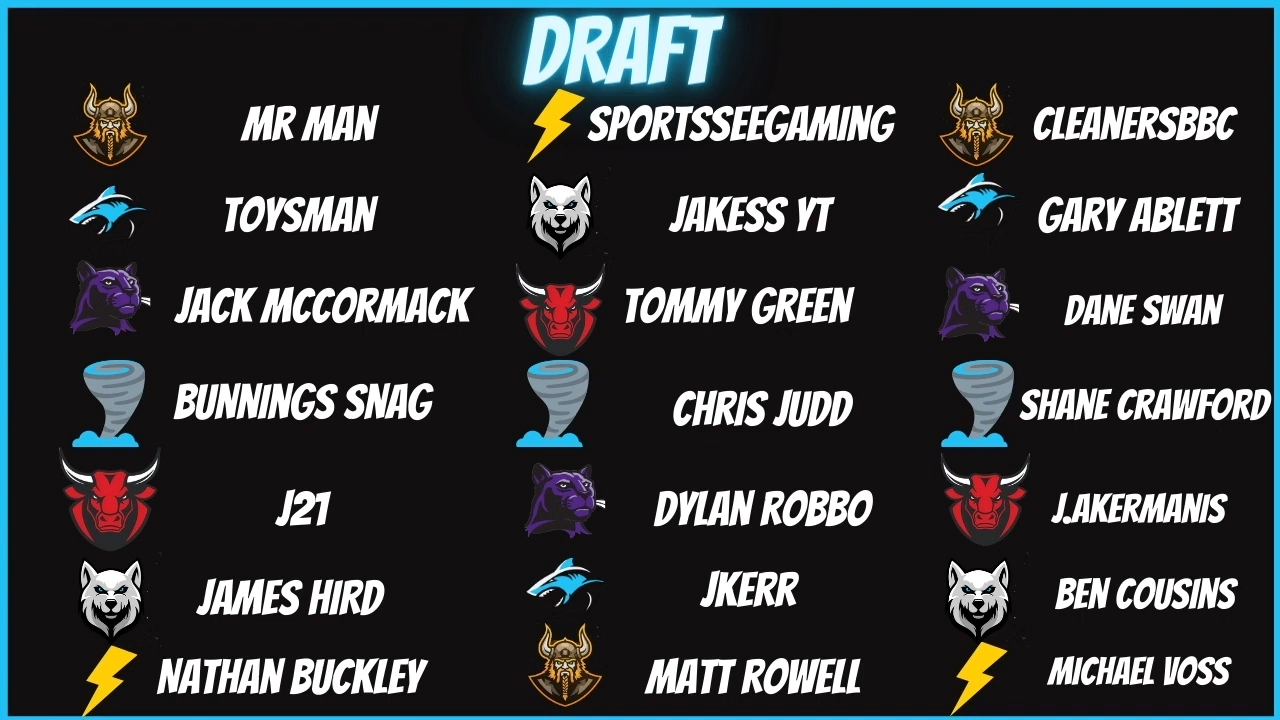 DRAFT
MR MAN
TOYSMAN
JACK MCCORMACK
BUNNINGS SNAG
J21
JAMES HIRD
NATHAN BUCKLEY
SPORTSSEEGAMING
JAKESS YT
TOMMY GREEN
CHRIS JUDD
DYLAN ROBBO
JKERR
MATT ROWELL
CLEANERSBBC
GARY ABLETT
DANE SWAN
SHANE CRAWFORD
J.AKERMANIS
BEN COUSINS
MICHAEL VOSS